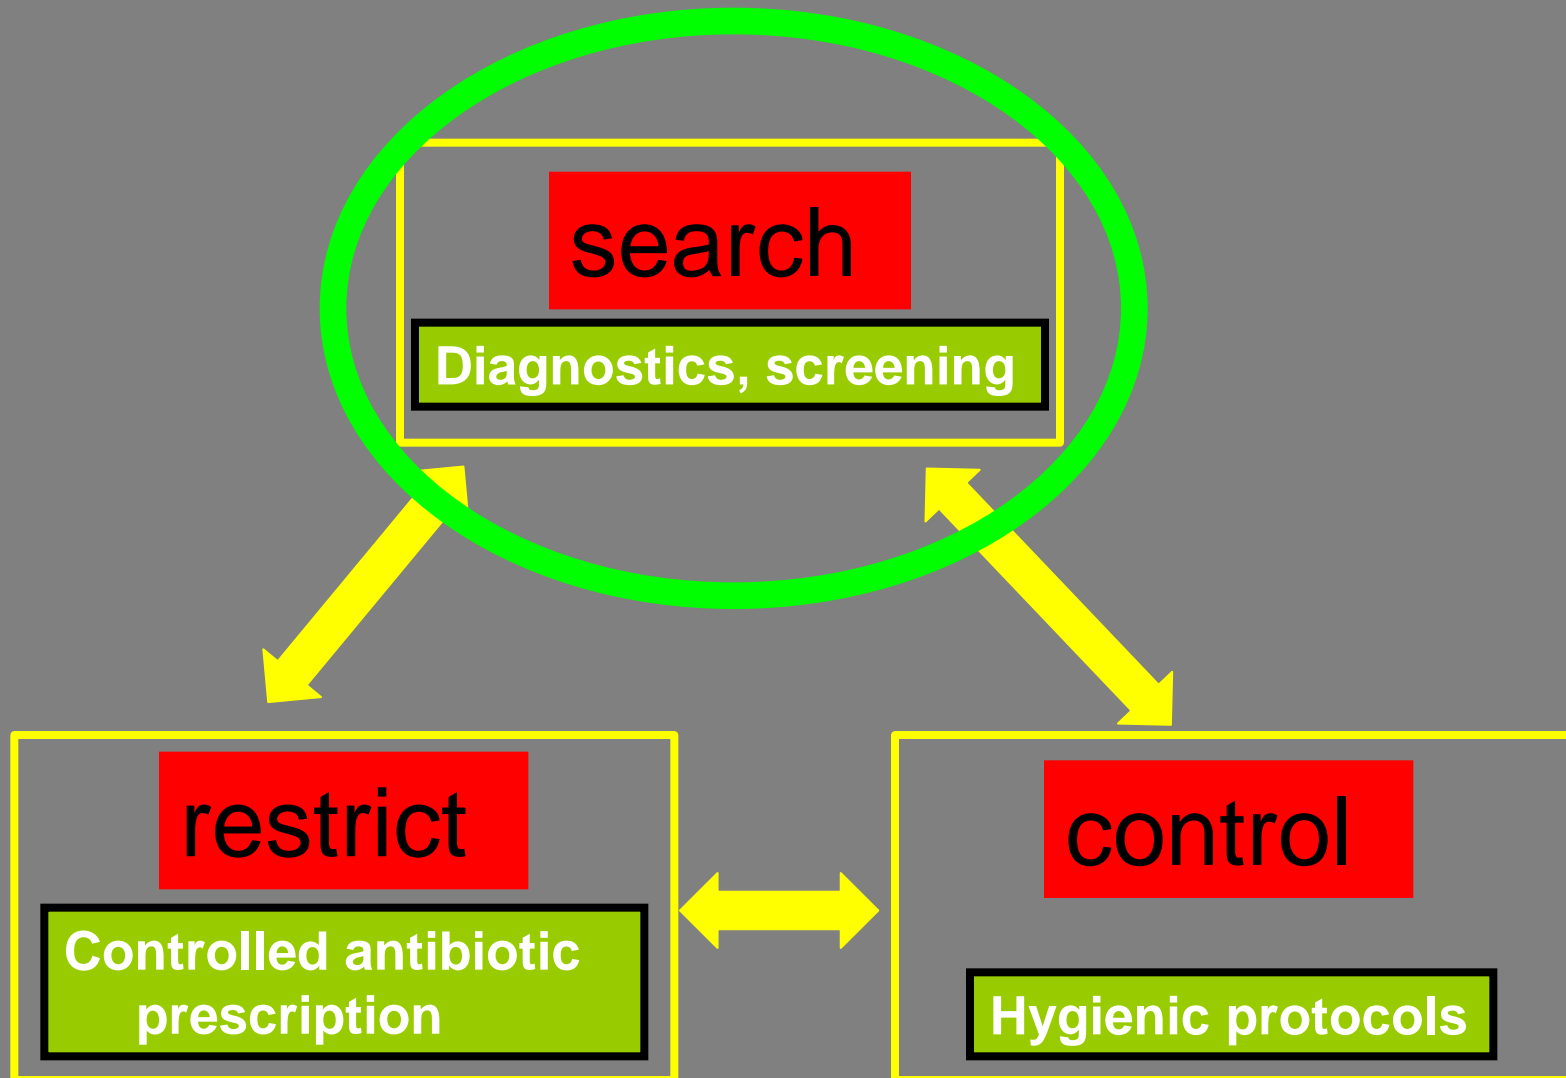 search
Diagnostics, screening
restrict
Controlled antibiotic
prescription
control
Hygienic protocols